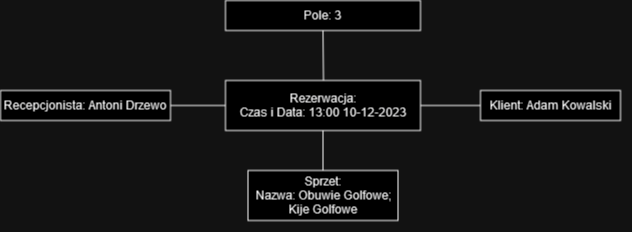 Pole: 3
Recepcjonista: Antoni Drzewo
Rezerwacja:
Czas i Data: 13:00 10-12-2023
Klient: Adam Kowalski
Sprzet:
Nazwa: Obuwie Golfowe;
Kije Golfowe